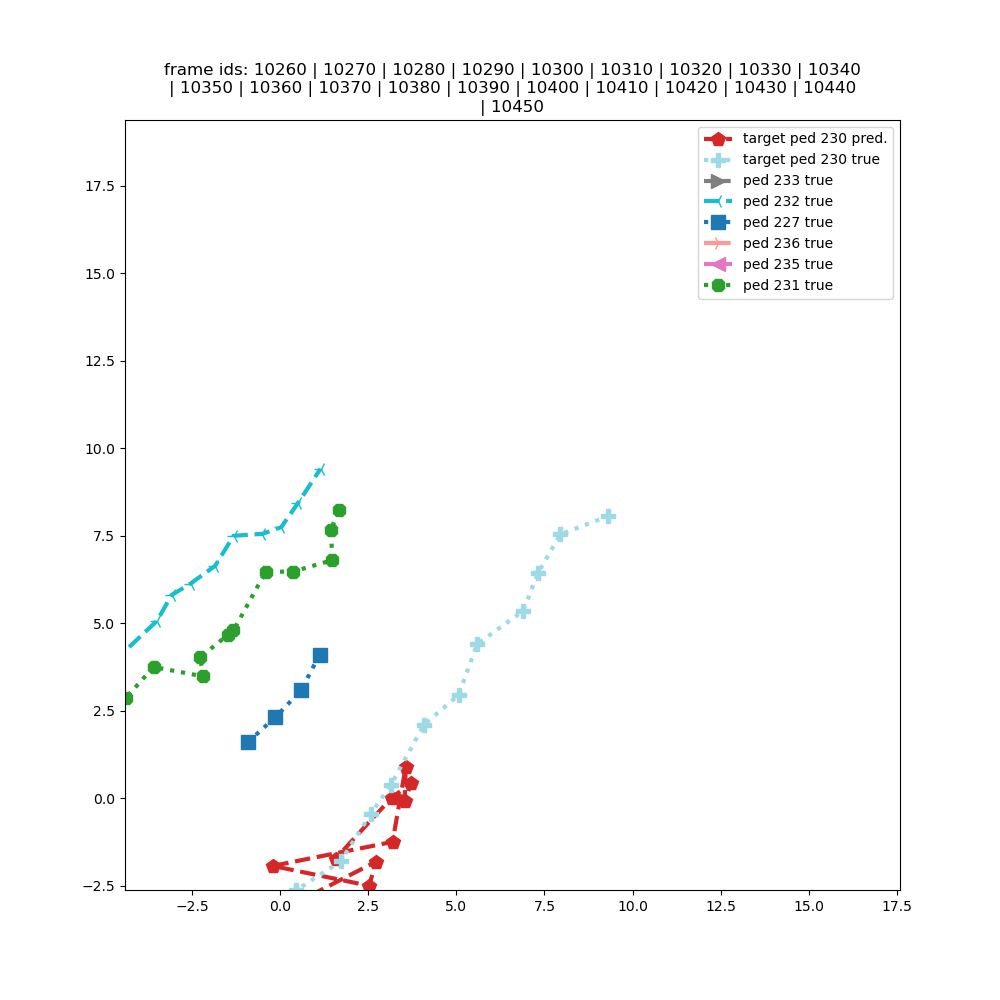 frame ids: 10260 | 10270 | 10280 | 10290 | 10300 | 10310 | 10320 | 10330 | 10340
| 10350 | 10360 | 10370 | 10380 | 10390 | 10400 | 10410 | 10420 | 10430 | 10440
| 10450
target ped 230 pred.
target ped 230 true
ped 233 true
ped 232 true
ped 227 true
ped 236 true
ped 235 true
ped 231 true
17.5
15.0
12.5
10.0
7.5
5.0
2.5
0.0
−2.5
−2.5
0.0
2.5
5.0
7.5
10.0
12.5
15.0
17.5